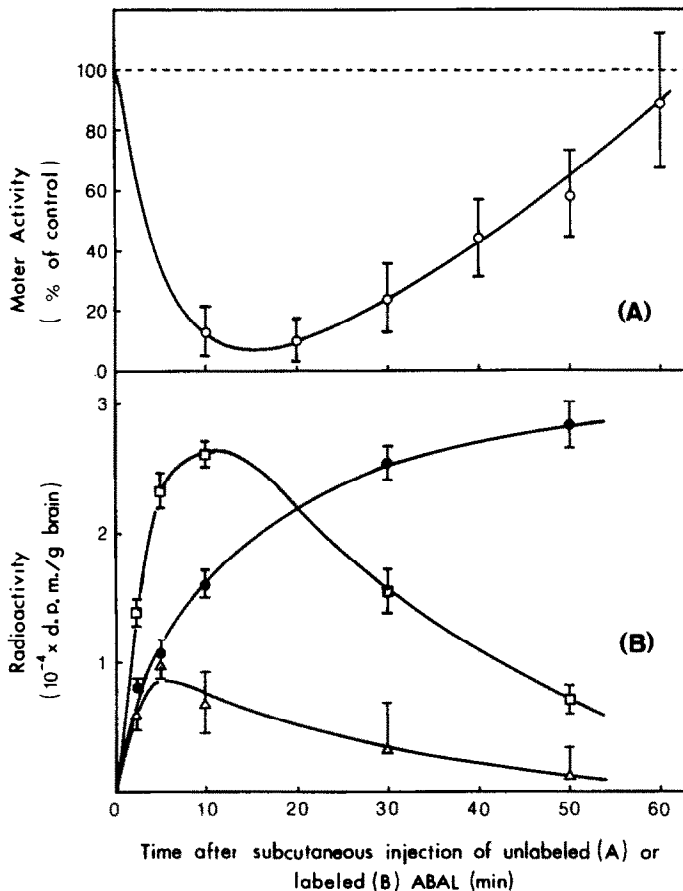 100
80
60
40
20
0
Moter Activity
( % of control)
(A)
3
2
1
Radioactivity
(10⁻⁴ x d. p. m./g brain)
(B)
0 10 20 30 40 50 60
Time after subcutaneous injection of unlabeled (A) or
labeled (B) ABAL (min)